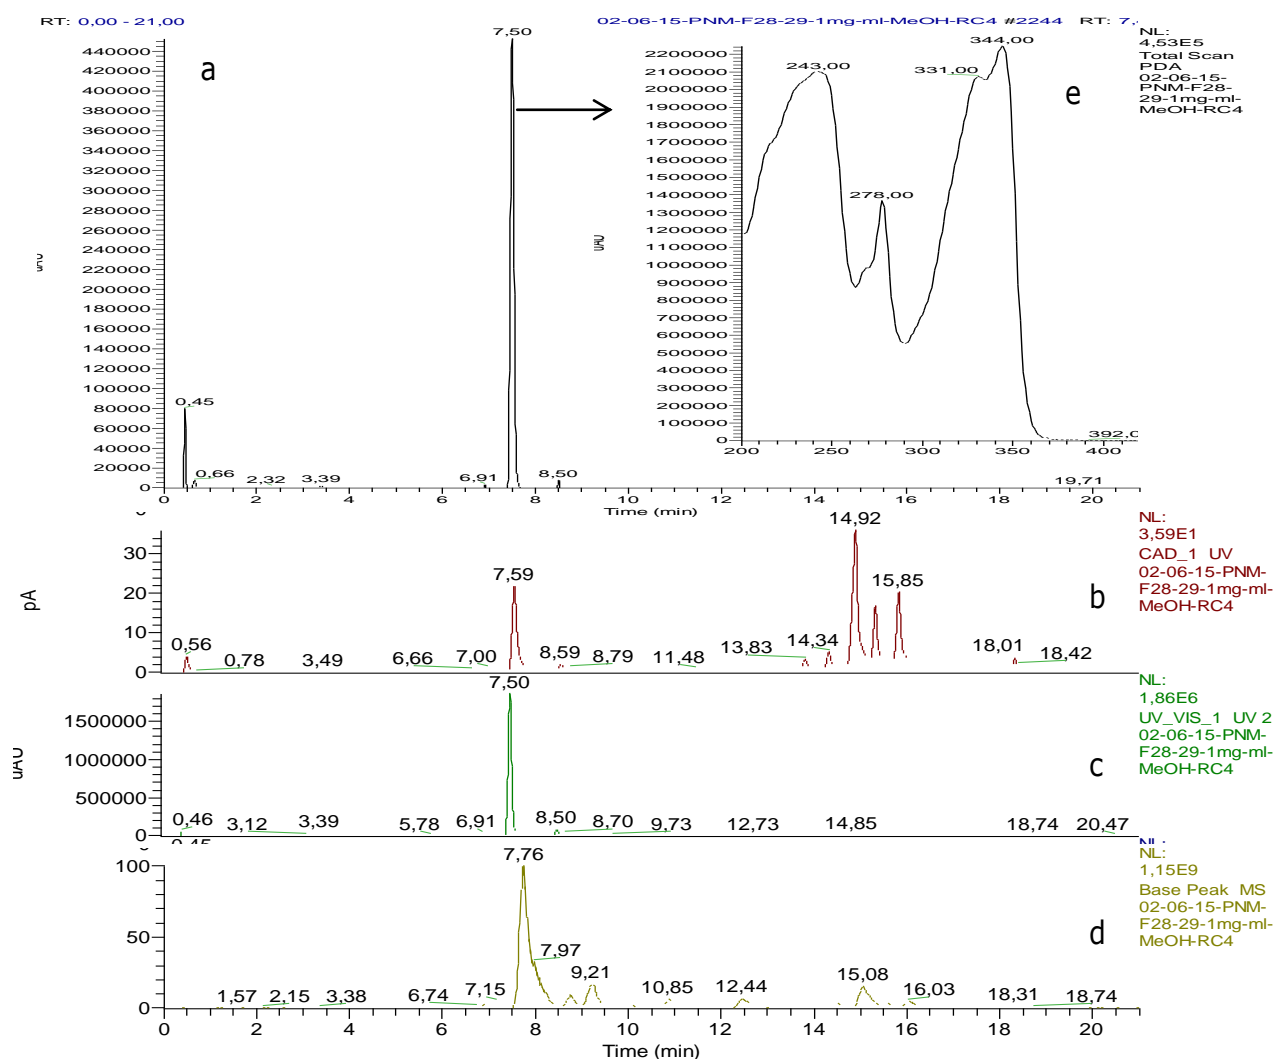 RT: 0,00 - 21,00
02-06-15-PNM-F28-29-1mg-ml-MeOH-RC4 #2244 RT: 7,
NL:
4,53E5
Total Scan
PDA
02-06-15-
PNM-F28-
29-1mg-ml-
MeOH-RC4
a
e
7,50
0,45
0,66
2,32
3,39
6,91
8,50
19,71
440000
420000
400000
380000
360000
340000
320000
300000
280000
260000
240000
220000
200000
180000
160000
140000
120000
100000
80000
60000
40000
20000
0
0 2 4 6 8 10 12 14 16 18 20
Time (min)
243,00
278,00
331,00
344,00
2200000
2100000
2000000
1900000
1800000
1700000
1600000
1500000
1400000
1300000
1200000
1100000
1000000
900000
800000
700000
600000
500000
400000
300000
200000
100000
0
uAU
200 250 300 350 400
b
pA
30
20
10
0
0,56 0,78 3,49 6,66 7,00 7,59 8,59 8,79 11,48 13,83 14,34 14,92 15,85 18,01 18,42
NL:
3,59E1
CAD_1 UV
02-06-15-PNM-
F28-29-1mg-ml-
MeOH-RC4
c
uAU
1500000
1000000
500000
0
0,46 3,12 3,39 5,78 6,91 7,50 8,50 8,70 9,73 12,73 14,85 18,74 20,47
NL:
1,86E6
UV_VIS_1 UV 2
02-06-15-PNM-
F28-29-1mg-ml-
MeOH-RC4
d
100
50
0
1,57 2,15 3,38 6,74 7,15 7,76 7,97 9,21 10,85 12,44 15,08 16,03 18,31 18,74
NL:
1,15E9
Base Peak MS
02-06-15-PNM-
F28-29-1mg-ml-
MeOH-RC4
0 2 4 6 8 10 12 14 16 18 20
Time (min)